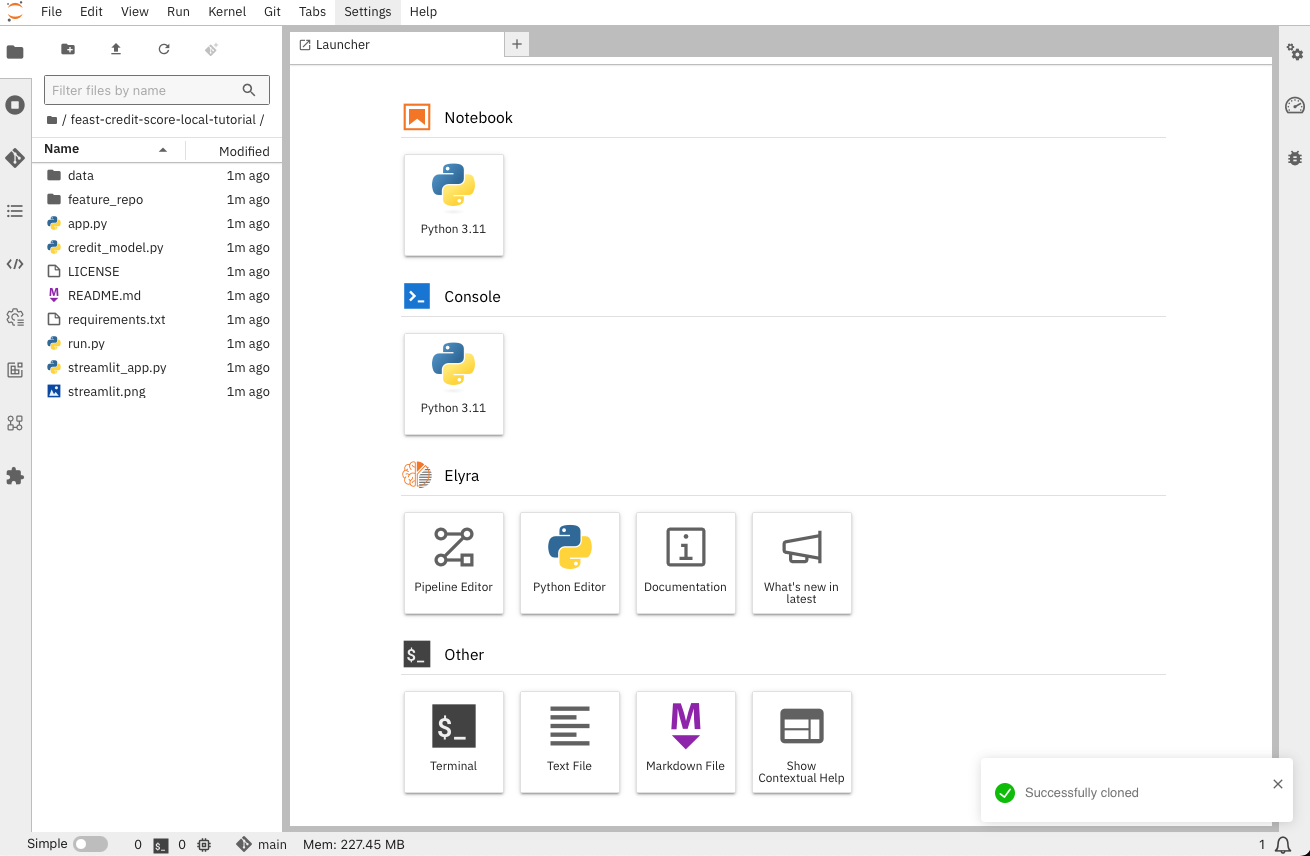 File Edit View Run Kernel Git Tabs Settings Help
Launcher
Filter files by name
/ feast-credit-score-local-tutorial /
Name Modified
data 1m ago
feature_repo 1m ago
app.py 1m ago
credit_model.py 1m ago
LICENSE 1m ago
README.md 1m ago
requirements.txt 1m ago
run.py 1m ago
streamlit_app.py 1m ago
streamlit.png 1m ago
Notebook
Python 3.11
Console
Python 3.11
Elyra
Pipeline Editor
Python Editor
Documentation
What's new in
latest
$_ Other
$_
Terminal
Text File
M
Markdown File
Show
Contextual Help
Successfully cloned
Simple 0 $_ 0 main Mem: 227.45 MB 1